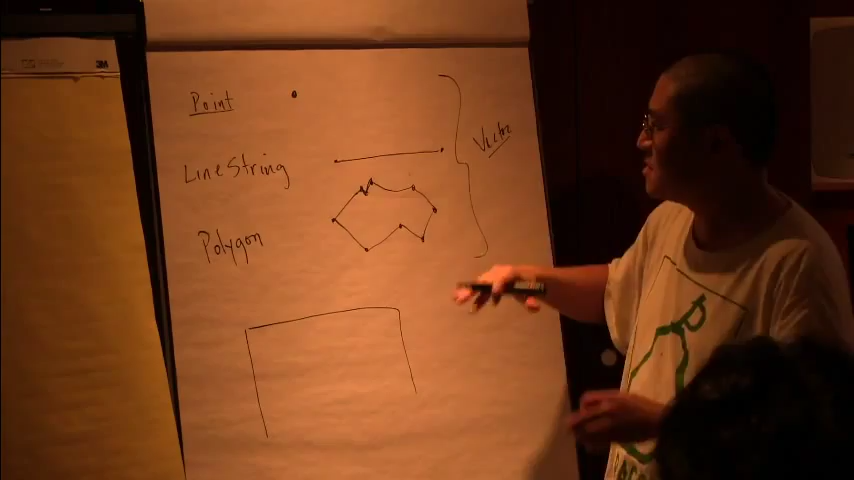 3M
Point
LineString
Vector
Polygon